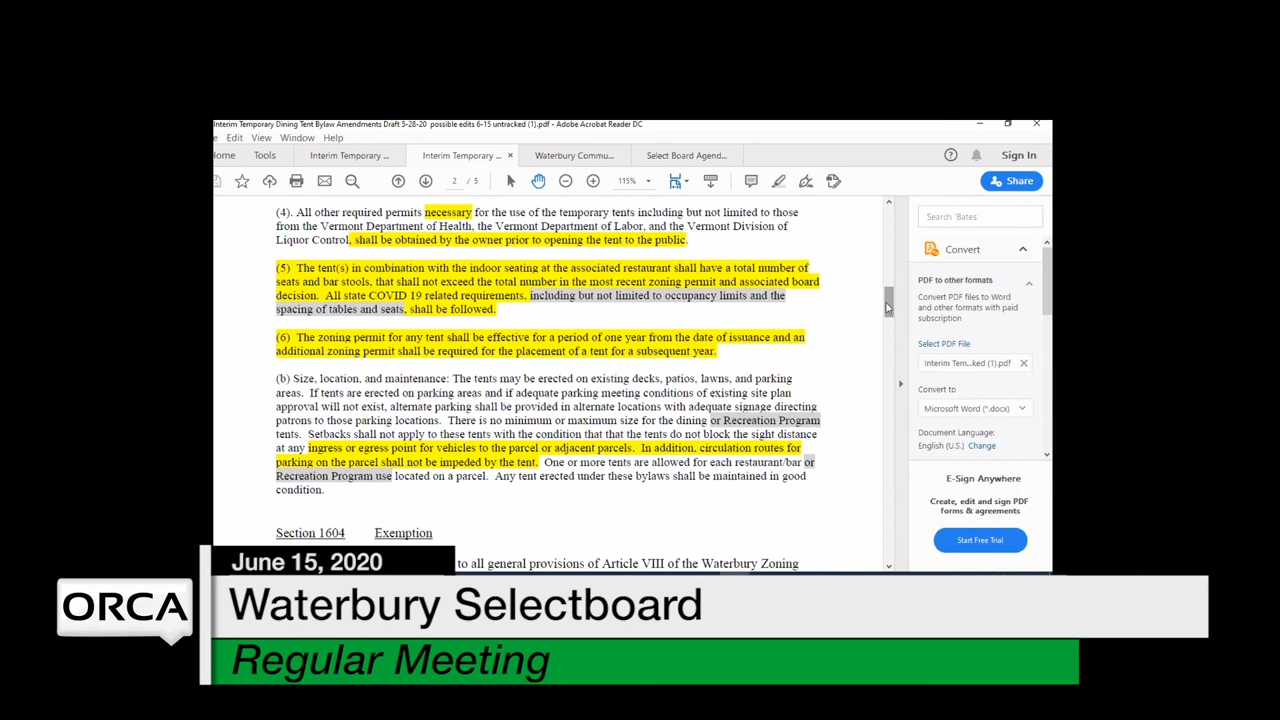 Interim Temporary Dining Tent Bylaw Amendments Draft 5-28-20 possible edits 6-15 untracked (1).pdf - Adobe Acrobat Reader DC
Edit View Window Help
Home Tools Interim Temporary ... Interim Temporary ... × Waterbury Commu... Select Board Agend... Sign In
2 / 5 115% Share
(4). All other required permits necessary for the use of the temporary tents including but not limited to those
from the Vermont Department of Health, the Vermont Department of Labor, and the Vermont Division of
Liquor Control, shall be obtained by the owner prior to opening the tent to the public.
(5) The tent(s) in combination with the indoor seating at the associated restaurant shall have a total number of
seats and bar stools, that shall not exceed the total number in the most recent zoning permit and associated board
decision. All state COVID 19 related requirements, including but not limited to occupancy limits and the
spacing of tables and seats, shall be followed.
(6) The zoning permit for any tent shall be effective for a period of one year from the date of issuance and an
additional zoning permit shall be required for the placement of a tent for a subsequent year.
(b) Size, location, and maintenance: The tents may be erected on existing decks, patios, lawns, and parking
areas. If tents are erected on parking areas and if adequate parking meeting conditions of existing site plan
approval will not exist, alternate parking shall be provided in alternate locations with adequate signage directing
patrons to those parking locations. There is no minimum or maximum size for the dining or Recreation Program
tents. Setbacks shall not apply to these tents with the condition that that the tents do not block the sight distance
at any ingress or egress point for vehicles to the parcel or adjacent parcels. In addition, circulation routes for
parking on the parcel shall not be impeded by the tent. One or more tents are allowed for each restaurant/bar or
Recreation Program use located on a parcel. Any tent erected under these bylaws shall be maintained in good
condition.
Section 1604 Exemption
to all general provisions of Article VIII of the Waterbury Zoning
Search 'Bates'
Convert
PDF to other formats
Convert PDF files to Word
and other formats with paid
subscription
Select PDF File
Interim Tem...ked (1).pdf ×
Convert to
Microsoft Word (*.docx)
Document Language:
English (U.S.) Change
E-Sign Anywhere
Create, edit and sign PDF
forms & agreements
Start Free Trial
June 15, 2020
ORCA
Waterbury Selectboard
Regular Meeting